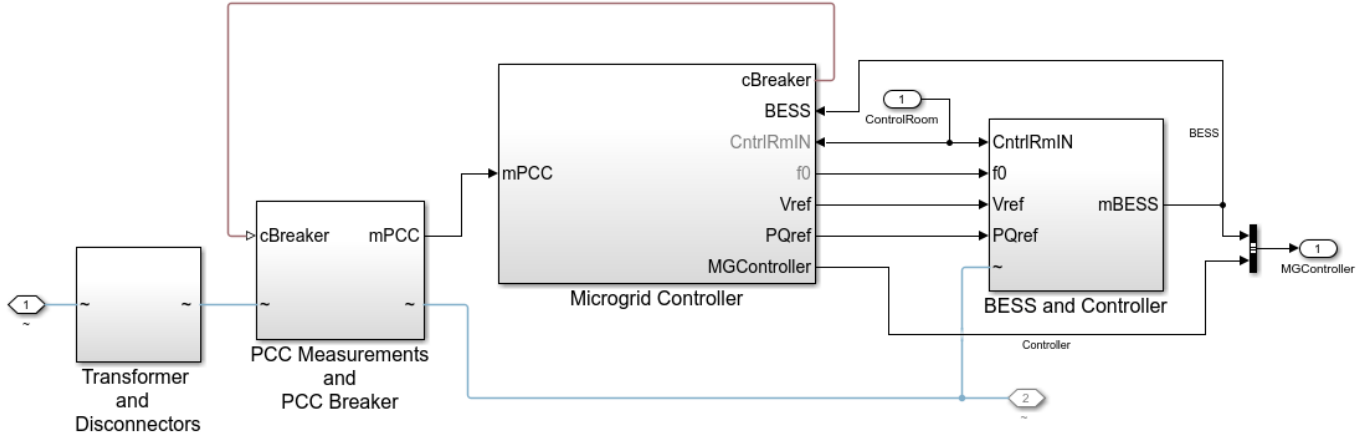 cBreaker
BESS
1
ControlRoom
CntrlRmIN
CntrlRmIN
BESS
mPCC
f0
f0
Vref
Vref
mBESS
cBreaker
mPCC
PQref
PQref
1
MGController
MGController
~
Microgrid Controller
BESS and Controller
1
~
~
~
~
~
~
Controller
PCC Measurements
and
PCC Breaker
Transformer
and
Disconnectors
2
~